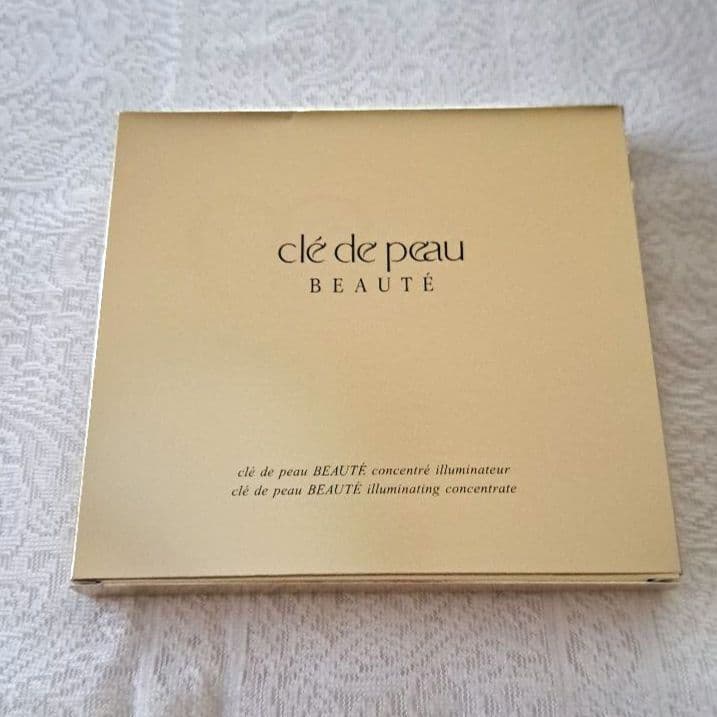 clé de peau
BEAUTÉ
clé de peau BEAUTÉ concentré illuminateur
clé de peau BEAUTÉ illuminating concentrate